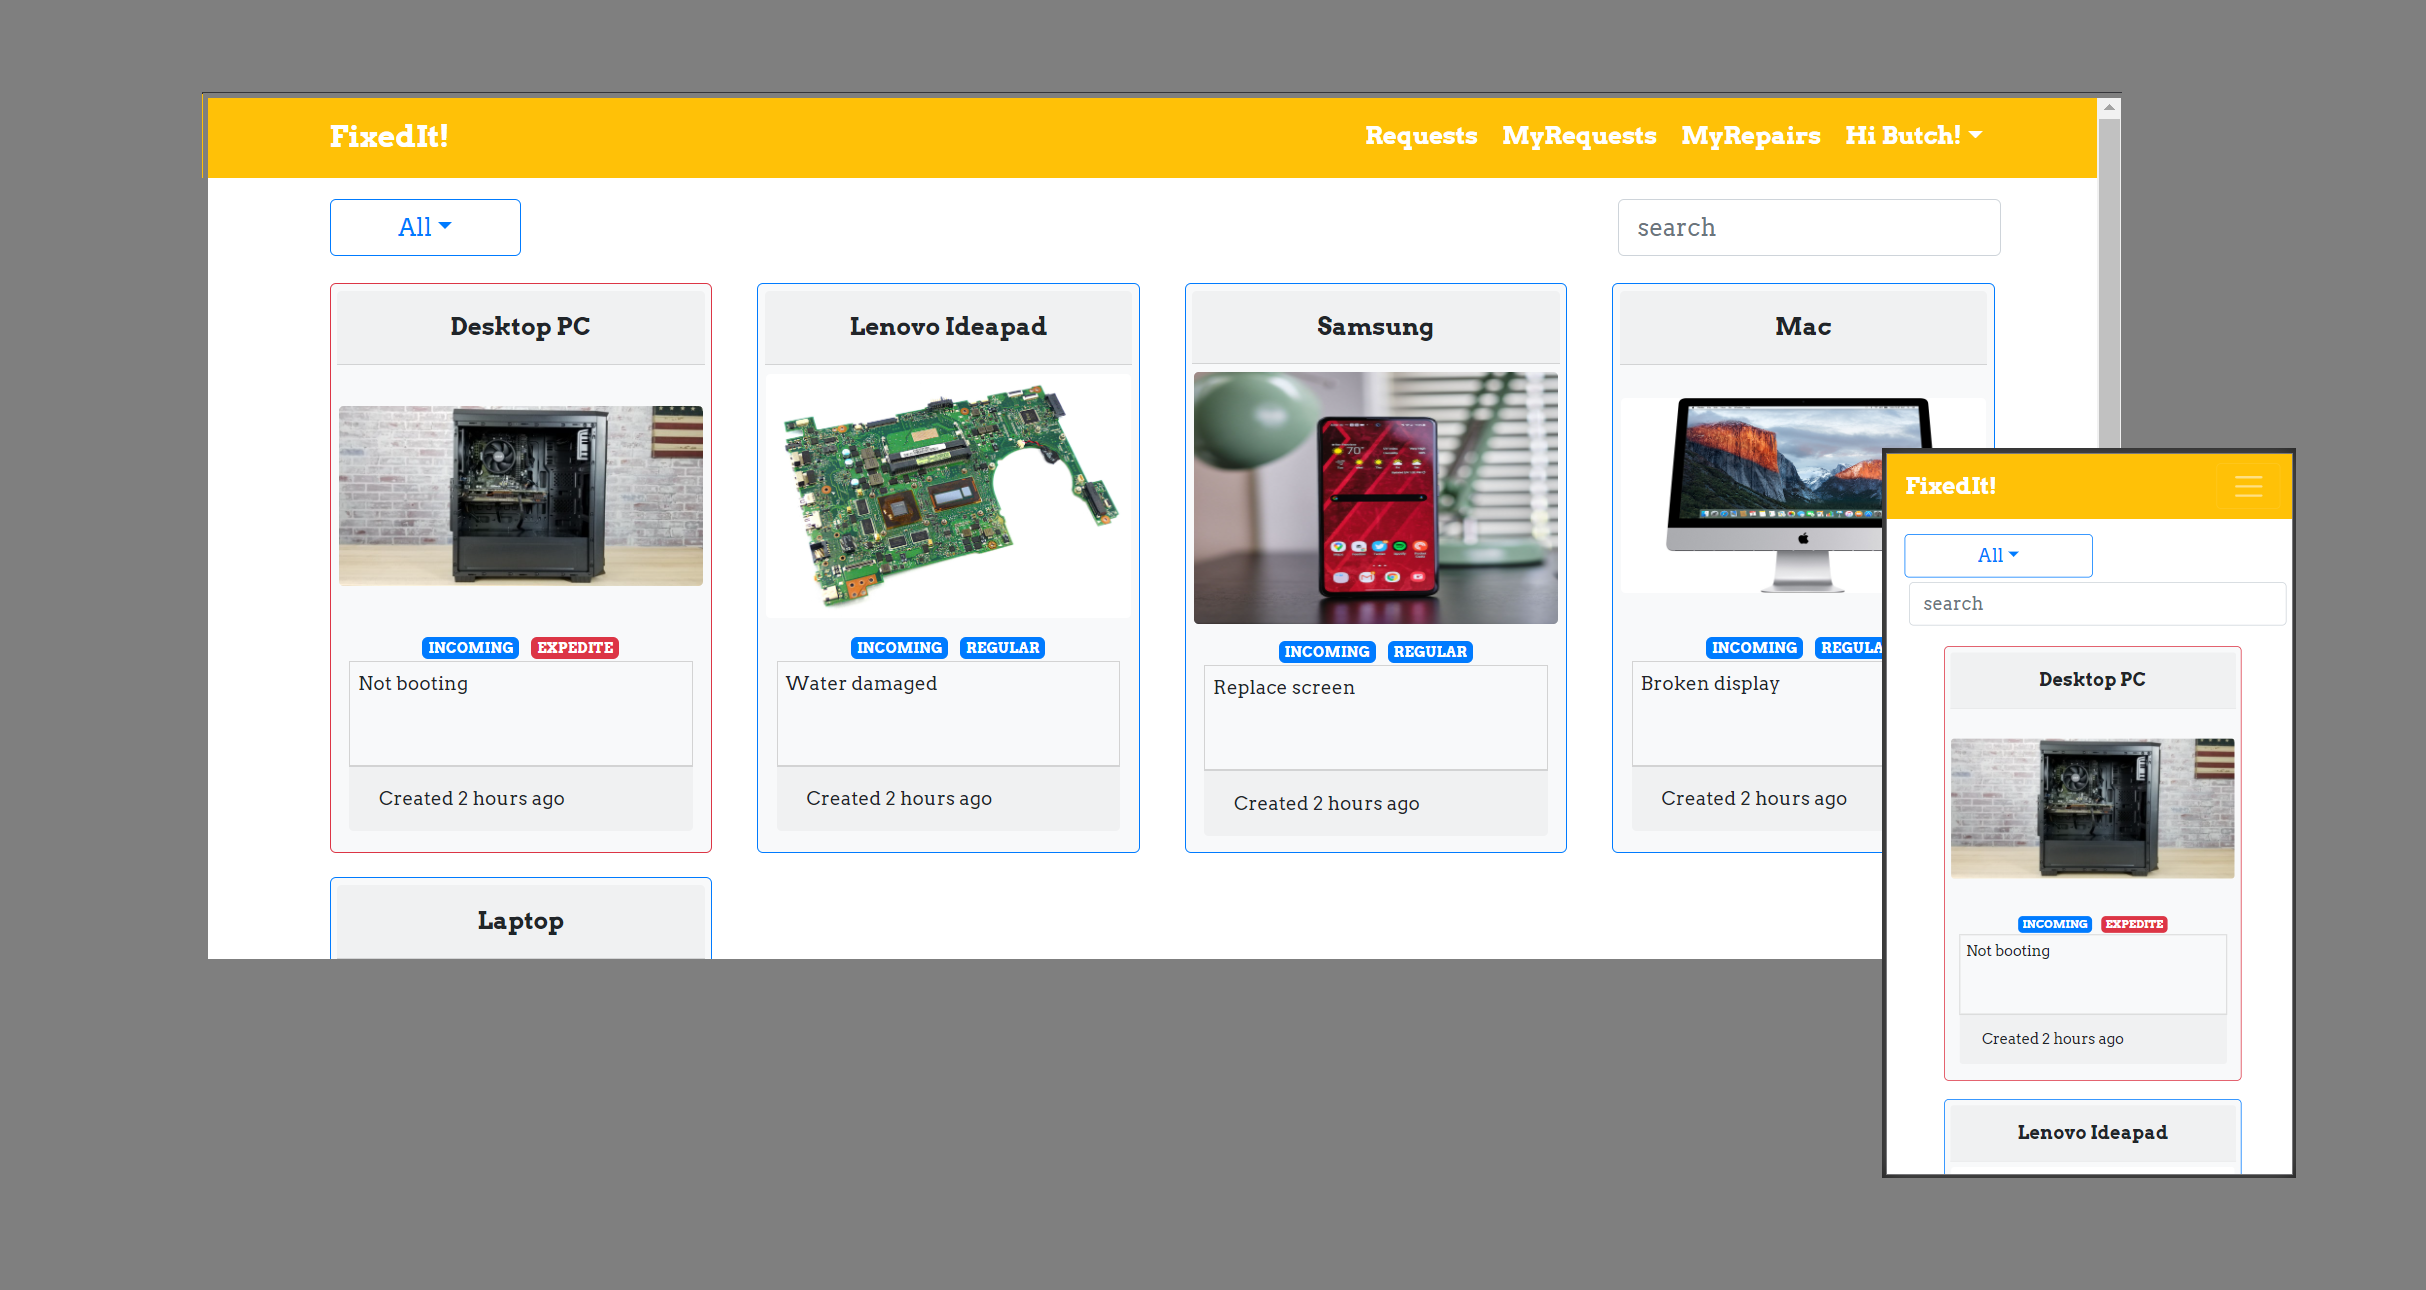 FixedIt!
Requests MyRequests MyRepairs Hi Butch!
All
search
Desktop PC
INCOMING EXPEDITE
Not booting
Created 2 hours ago
Lenovo Ideapad
INCOMING REGULAR
Water damaged
Created 2 hours ago
Samsung
INCOMING REGULAR
Replace screen
Created 2 hours ago
Mac
INCOMING
Broken display
Created 2 hours ago
Laptop
FixedIt!
All
search
Desktop PC
INCOMING EXPEDITE
Not booting
Created 2 hours ago
Lenovo Ideapad